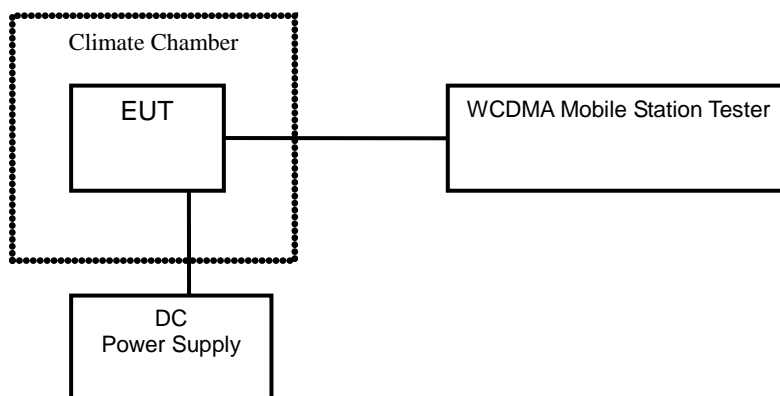 Climate Chamber
EUT
WCDMA Mobile Station Tester
DC
Power Supply